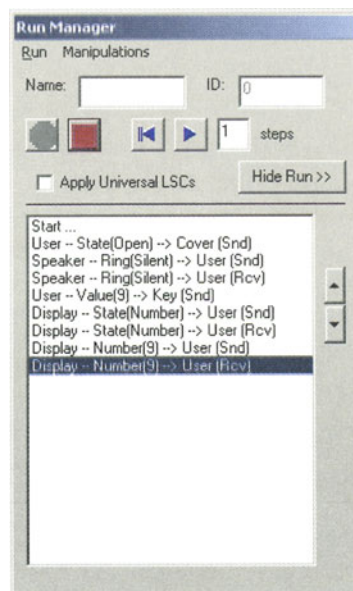 Run Manager
Run Manipulations
Name: ID: 0
1 steps
Apply Universal LSCs Hide Run >>
Start ...
User -- State(Open) --> Cover (Snd)
Speaker -- Ring(Silent) --> User (Snd)
Speaker -- Ring(Silent) --> User (Rcv)
User -- Value(9) --> Key (Snd)
Display -- State(Number) --> User (Snd)
Display -- State(Number) --> User (Rcv)
Display -- Number(9) --> User (Snd)
Display -- Number(9) --> User (Rcv)